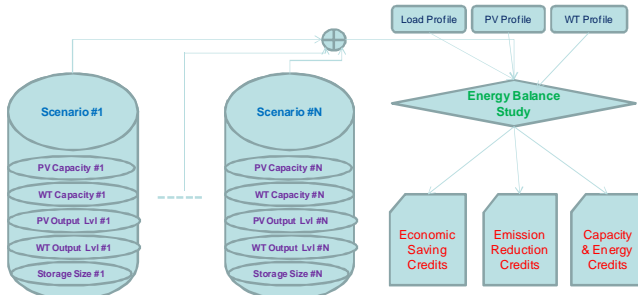 Load Profile
PV Profile
WT Profile
Energy Balance
Study
Scenario #1
PV Capacity #1
WT Capacity #1
PV Output Lvl #1
WT Output Lvl #1
Storage Size #1
Scenario #N
PV Capacity #N
WT Capacity #N
PV Output Lvl #N
WT Output Lvl #N
Storage Size #N
Economic
Saving
Credits
Emission
Reduction
Credits
Capacity
& Energy
Credits